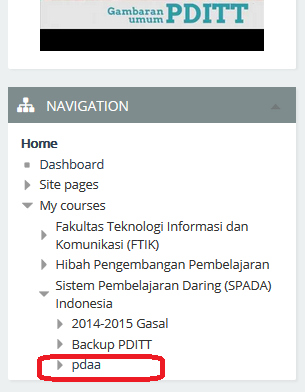 Gambaran
umum PDITT
NAVIGATION
Home
Dashboard
Site pages
My courses
Fakultas Teknologi Informasi dan
Komunikasi (FTIK)
Hibah Pengembangan Pembelajaran
Sistem Pembelajaran Daring (SPADA)
Indonesia
2014-2015 Gasal
Backup PDITT
pdaa